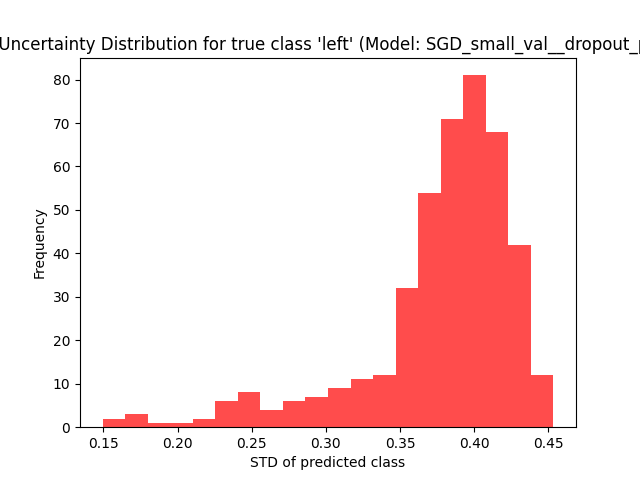 Uncertainty Distribution for true class 'left' (Model: SGD_small_val__dropout_
80
70
60
50
40
30
20
10
0
Frequency
0.15 0.20 0.25 0.30 0.35 0.40 0.45
STD of predicted class